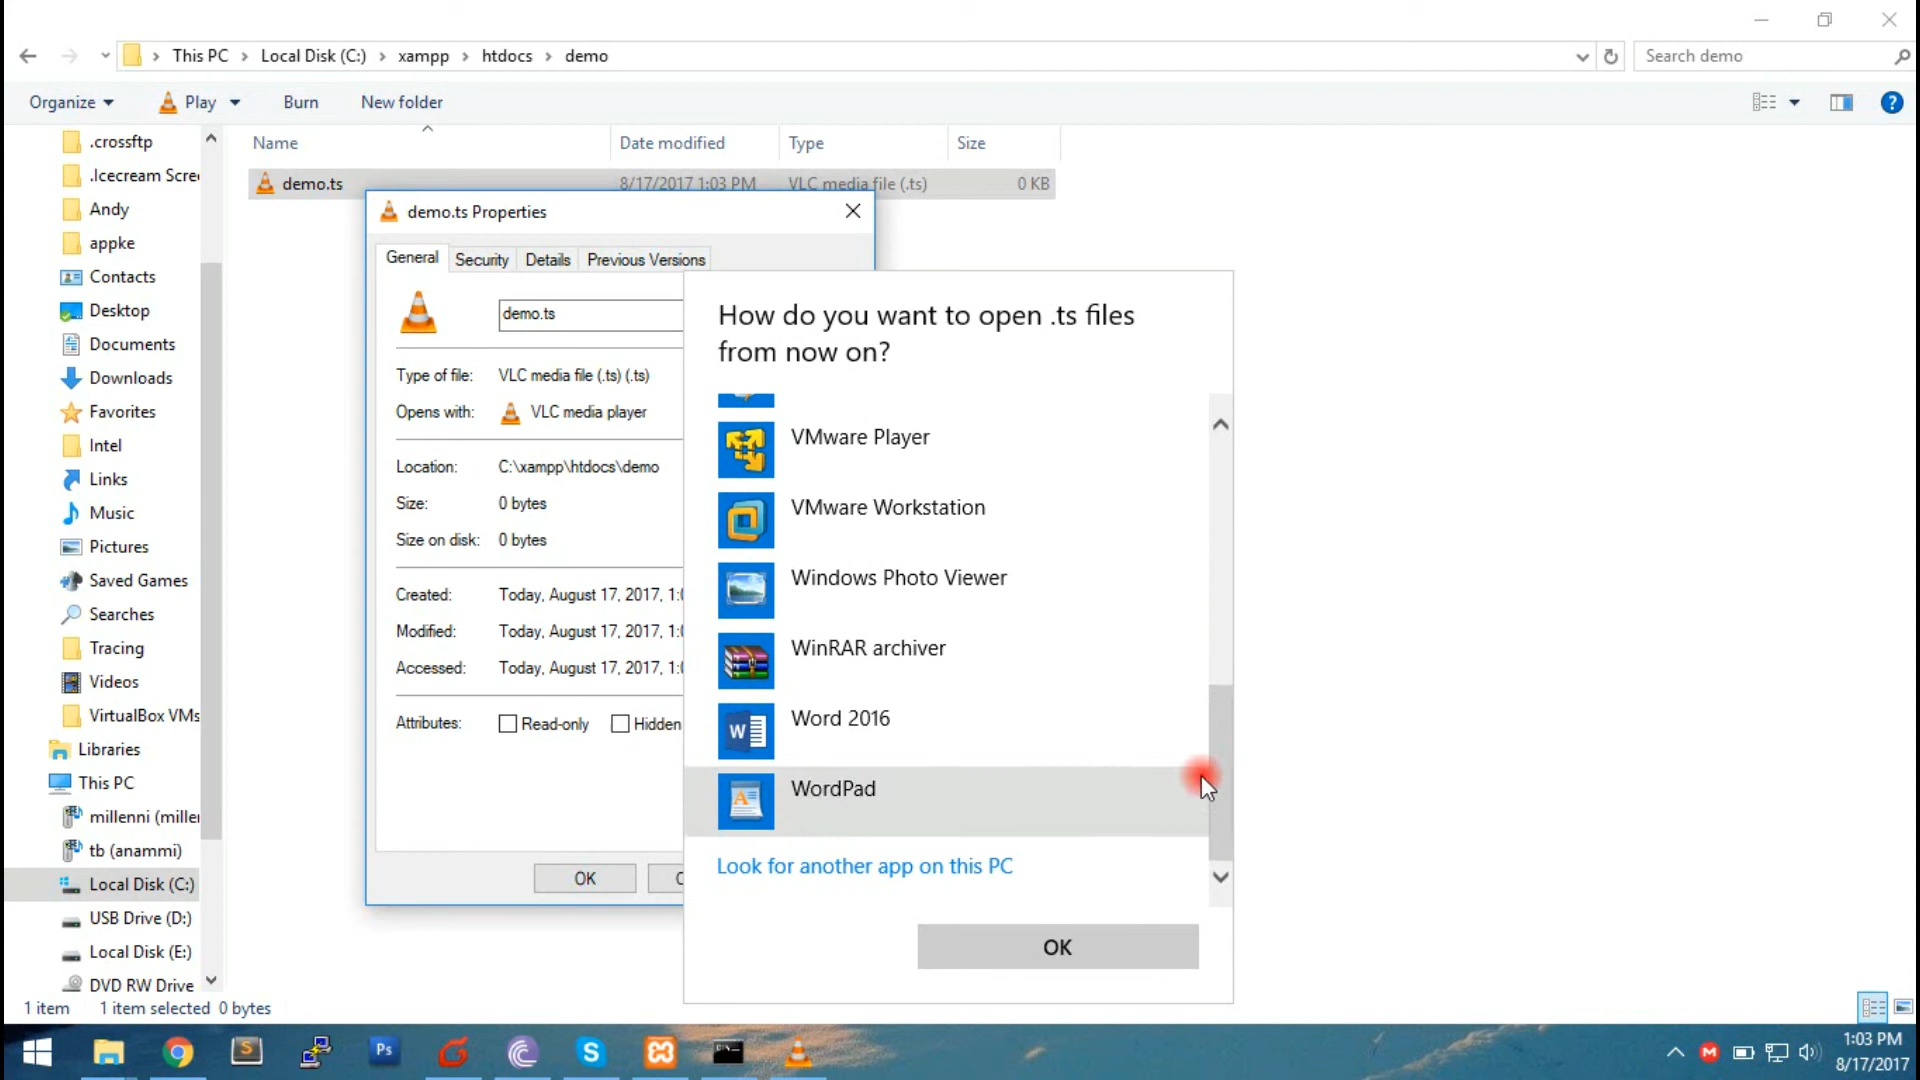 This PC > Local Disk (C:) > xampp > htdocs > demo
Search demo
Organize
Play
Burn
New folder
.crossftp
.Icecream Scre
Andy
appke
Contacts
Desktop
Documents
Downloads
Favorites
Intel
Links
Music
Pictures
Saved Games
Searches
Tracing
Videos
VirtualBox VMs
Libraries
This PC
millenni (miller
tb (anammi)
Local Disk (C:)
USB Drive (D:)
Local Disk (E:)
DVD RW Drive
Name
Date modified
Type
Size
demo.ts
8/17/2017 1:03 PM
VLC media file (.ts)
0 KB
demo.ts Properties
General
Security
Details
Previous Versions
demo.ts
Type of file: VLC media file (.ts) (.ts)
Opens with: VLC media player
Location: C:\xampp\htdocs\demo
Size: 0 bytes
Size on disk: 0 bytes
Created: Today, August 17, 2017, 1:0
Modified: Today, August 17, 2017, 1:0
Accessed: Today, August 17, 2017, 1:0
Attributes: Read-only Hidden
OK
C
How do you want to open .ts files
from now on?
VMware Player
VMware Workstation
Windows Photo Viewer
WinRAR archiver
Word 2016
WordPad
Look for another app on this PC
OK
1 item
1 item selected 0 bytes
Ps
1:03 PM
8/17/2017